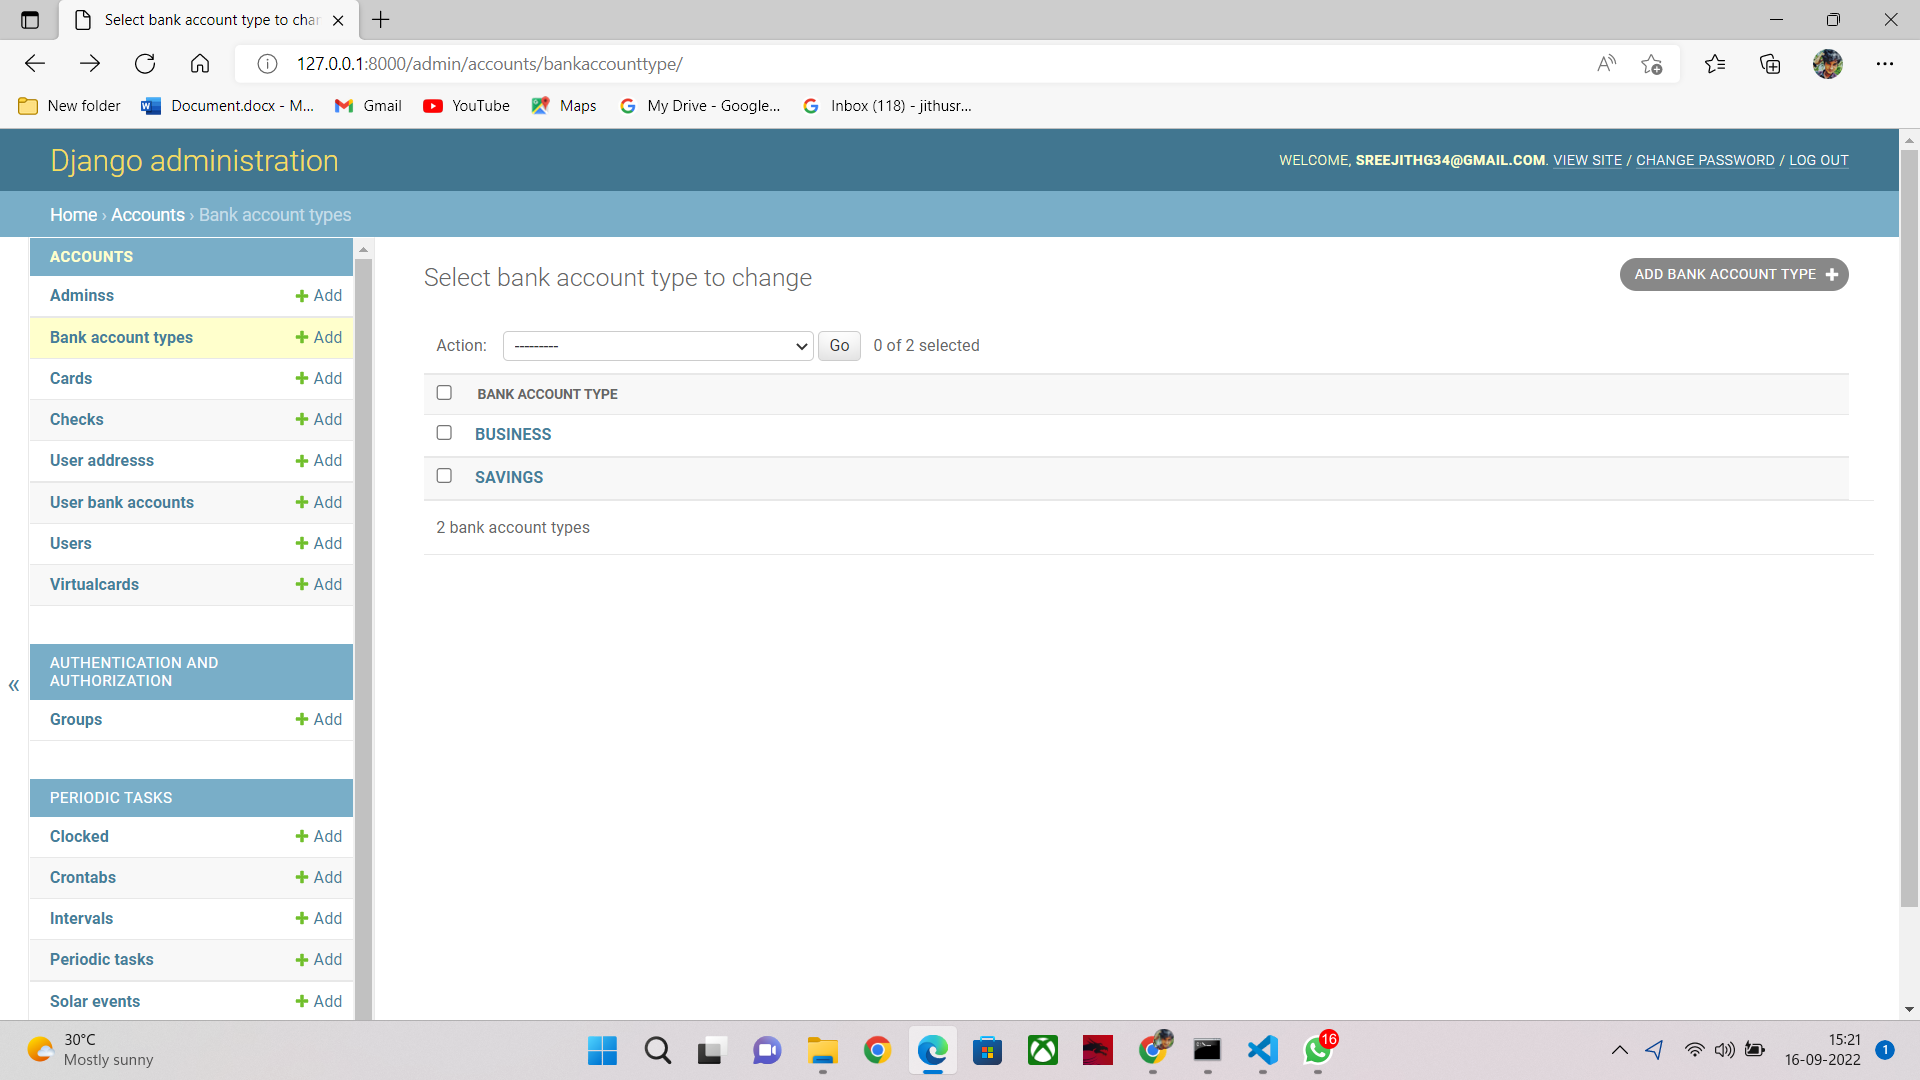 Select bank account type to chan
127.0.0.1:8000/admin/accounts/bankaccounttype/
New folder
Document.docx - M...
Gmail
YouTube
Maps
My Drive - Google...
Inbox (118) - jithusr...
Django administration
WELCOME, SREEJITHG34@GMAIL.COM. VIEW SITE / CHANGE PASSWORD / LOG OUT
Home › Accounts › Bank account types
ACCOUNTS
Adminss Add
Bank account types Add
Cards Add
Checks Add
User addresss Add
User bank accounts Add
Users Add
Virtualcards Add
AUTHENTICATION AND
AUTHORIZATION
Groups Add
PERIODIC TASKS
Clocked Add
Crontabs Add
Intervals Add
Periodic tasks Add
Solar events Add
«
Select bank account type to change
ADD BANK ACCOUNT TYPE +
Action: --------- Go 0 of 2 selected
BANK ACCOUNT TYPE
BUSINESS
SAVINGS
2 bank account types
30°C
Mostly sunny
16
15:21
16-09-2022
1